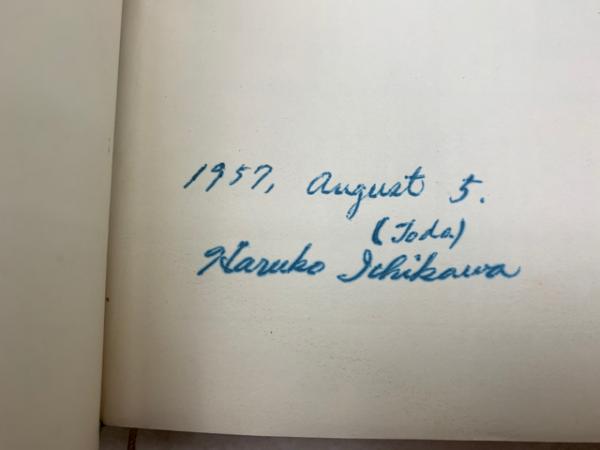 1957, August 5.
(Toda)
Haruko Ichikawa